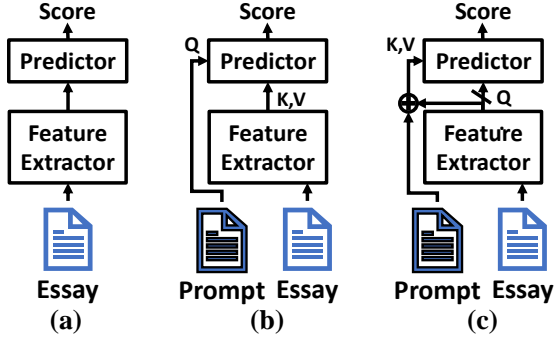 Score
Predictor
Feature
Extractor
Essay
(a)
Score
Q
Predictor
K,V
Feature
Extractor
Prompt Essay
(b)
Score
K,V
Predictor
Q
Feature
Extractor
Prompt Essay
(c)